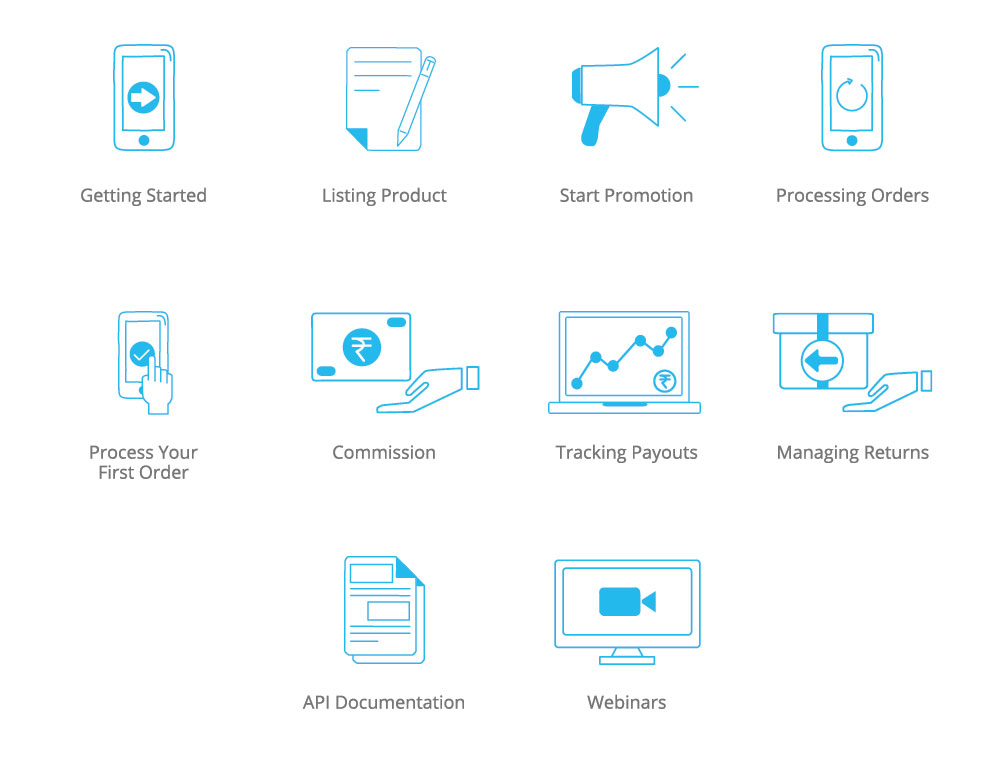 Getting Started
Listing Product
Start Promotion
Processing Orders
₹
₹
Process Your
First Order
Commission
Tracking Payouts
Managing Returns
API Documentation
Webinars